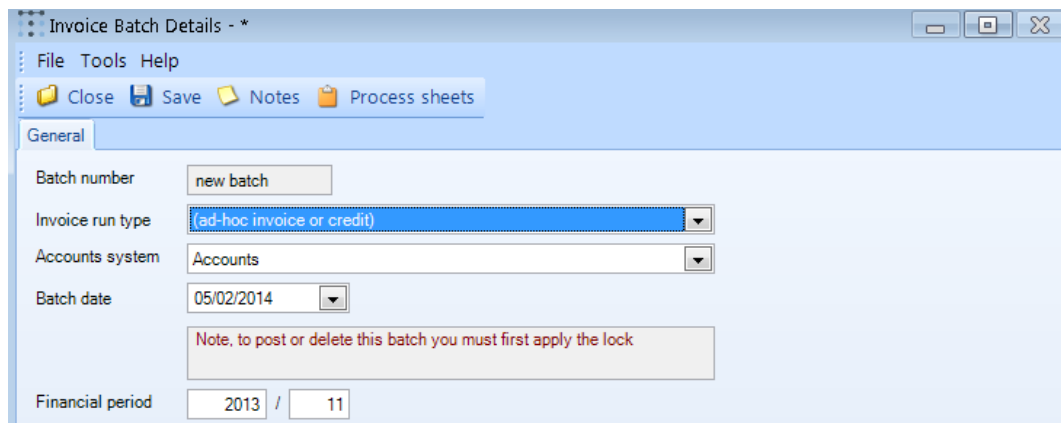 Invoice Batch Details - *
File Tools Help
Close Save Notes Process sheets
General
Batch number new batch
Invoice run type (ad-hoc invoice or credit)
Accounts system Accounts
Batch date 05/02/2014
Note, to post or delete this batch you must first apply the lock
Financial period 2013 / 11